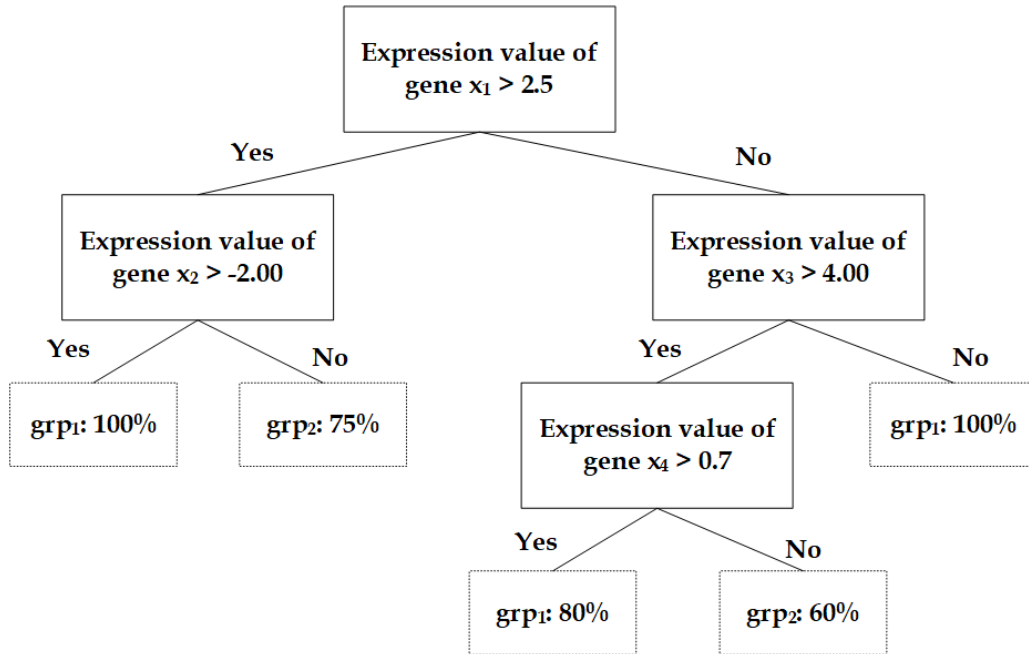 Expression value of
gene x₁ > 2.5
Yes
No
Expression value of
gene x₂ > -2.00
Expression value of
gene x₃ > 4.00
Yes
No
Yes
No
grp₁: 100%
grp₂: 75%
Expression value of
gene x₄ > 0.7
grp₁: 100%
Yes
No
grp₁: 80%
grp₂: 60%